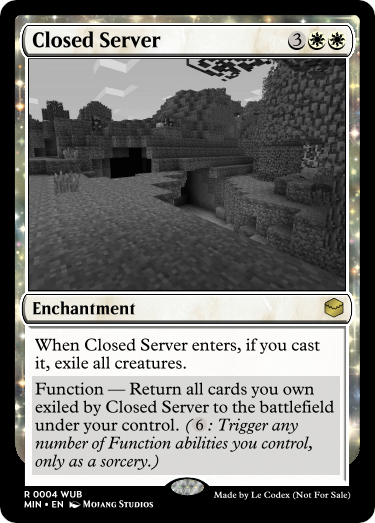 Closed Server 3
Enchantment
When Closed Server enters, if you cast
it, exile all creatures.
Function — Return all cards you own
exiled by Closed Server to the battlefield
under your control. (6: Trigger any
number of Function abilities you control,
only as a sorcery.)
R 0004 WUB
MIN • EN Mojang Studios
Made by Le Codex (Not For Sale)